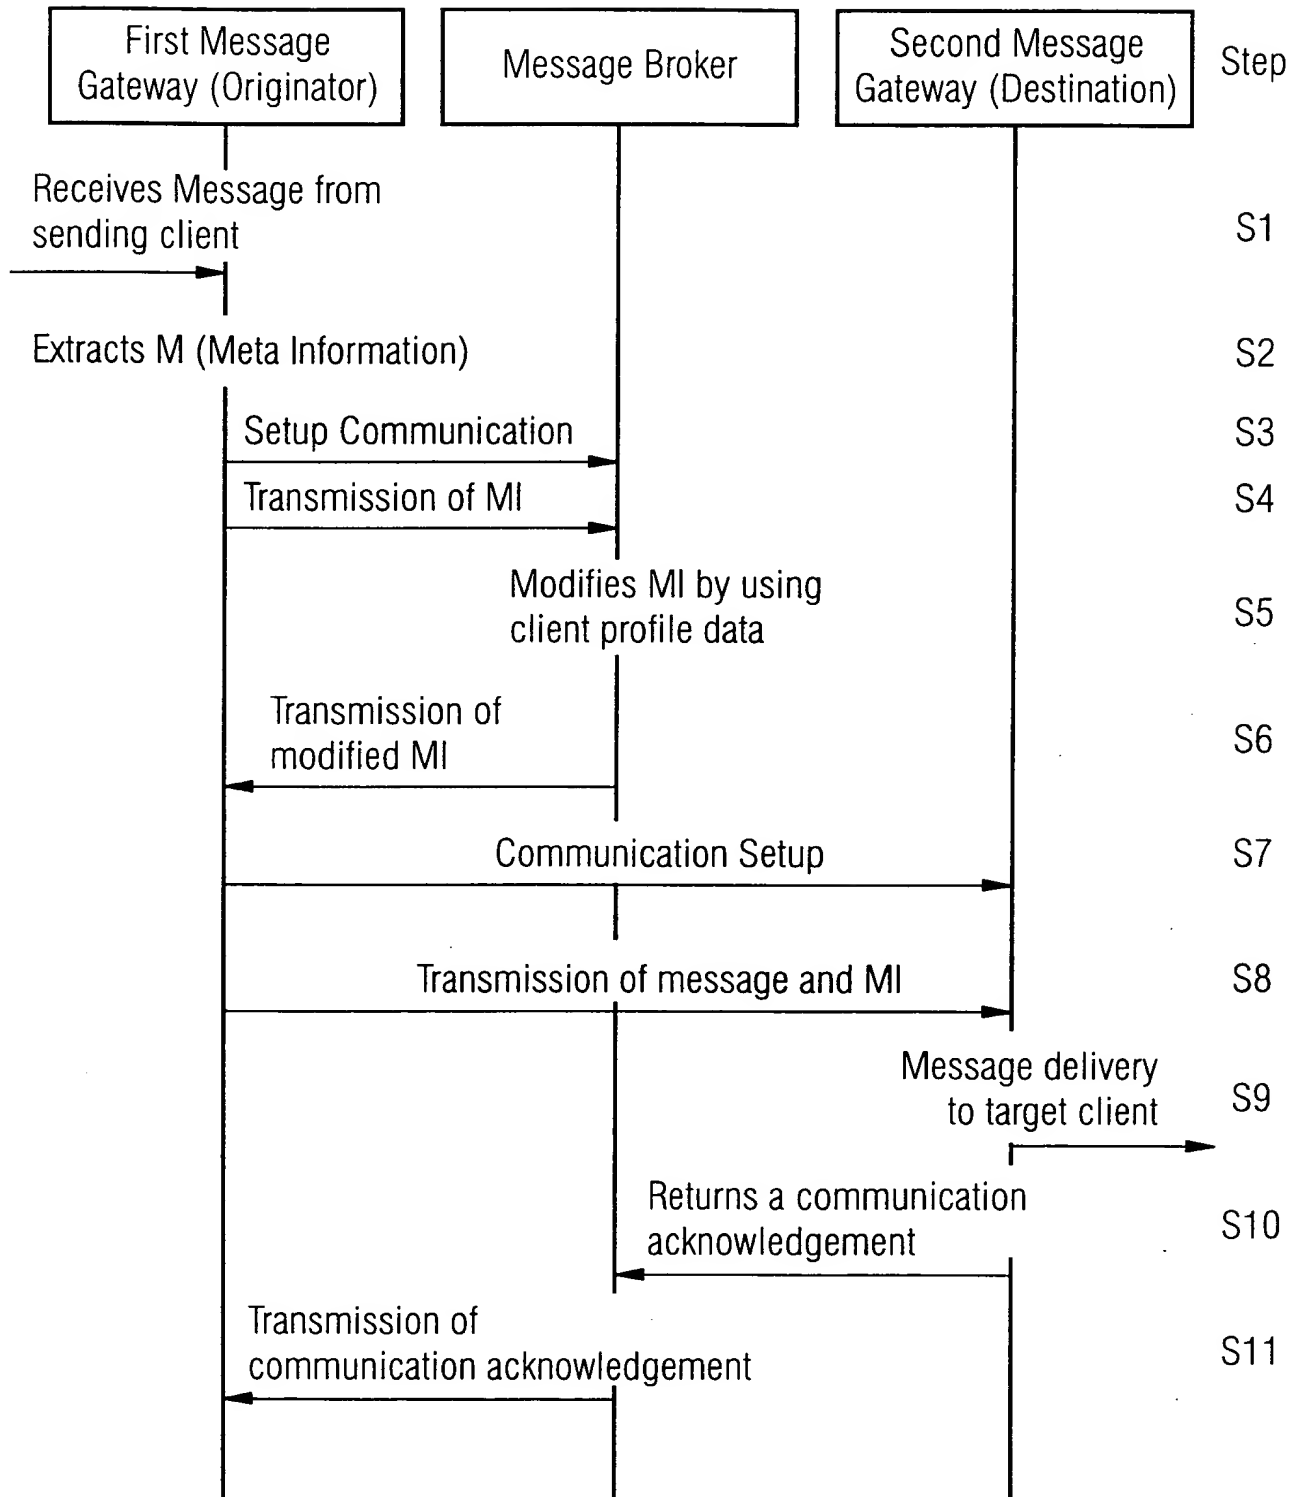 First Message
Gateway (Originator)
Message Broker
Second Message
Gateway (Destination)
Step
Receives Message from
sending client
S1
Extracts M (Meta Information)
S2
Setup Communication
S3
Transmission of MI
S4
Modifies MI by using
client profile data
S5
Transmission of
modified MI
S6
Communication Setup
S7
Transmission of message and MI
S8
Message delivery
to target client
S9
Returns a communication
acknowledgement
S10
Transmission of
communication acknowledgement
S11